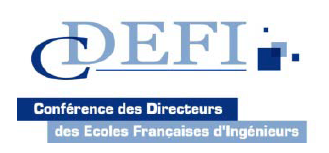 CDEFI
Conférence des Directeurs
des Ecoles Françaises d'Ingénieurs